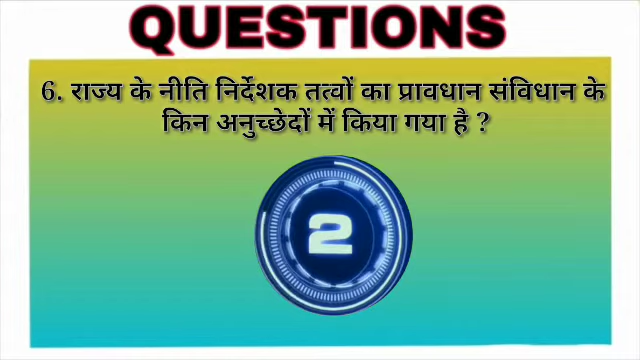 QUESTIONS
6. राज्य के नीति निर्देशक तत्वों का प्रावधान संविधान के
किन अनुच्छेदों में किया गया है ?
2